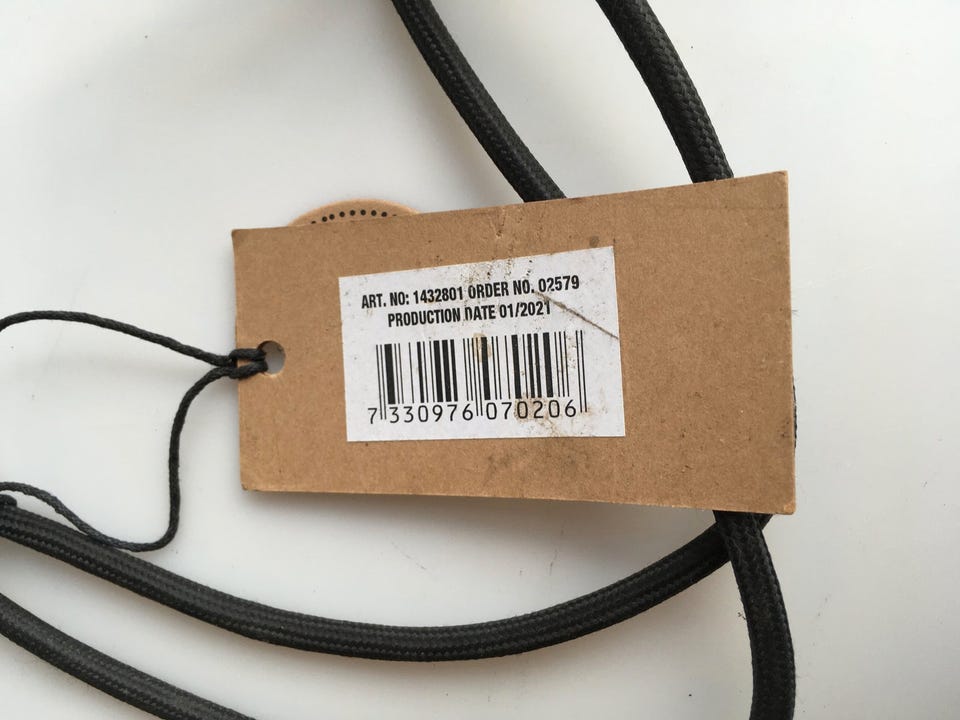 ART. NO: 1432801 ORDER NO. 02579
PRODUCTION DATE 01/2021
7 330976 070206